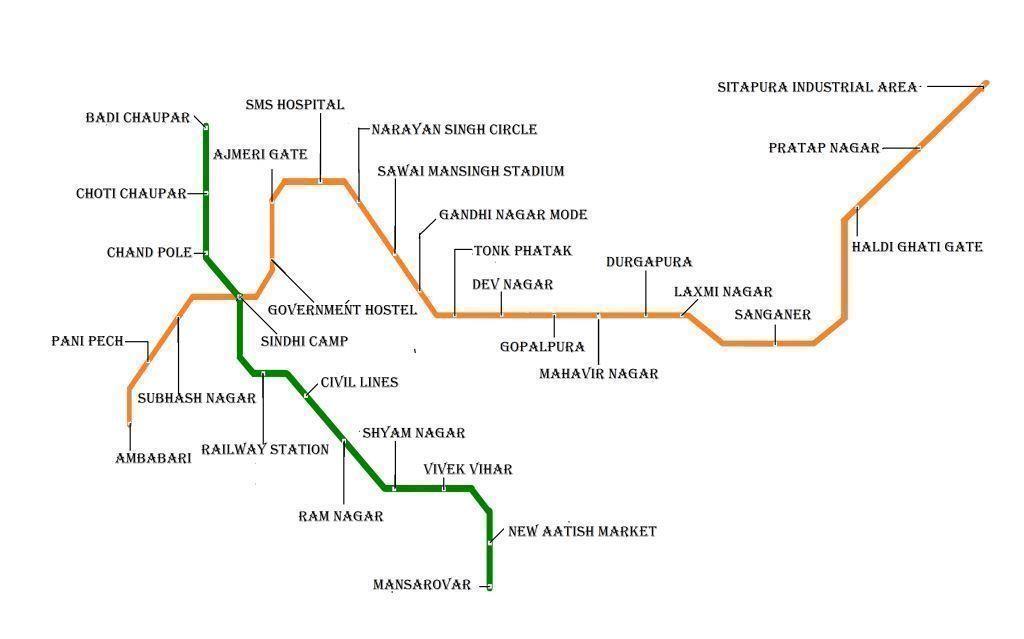 SITAPURA INDUSTRIAL AREA
SMS HOSPITAL
BADI CHAUPAR
NARAYAN SINGH CIRCLE
PRATAP NAGAR
AJMERI GATE
SAWAI MANSINGH STADIUM
CHOTI CHAUPAR
GANDHI NAGAR MODE
HALDI GHATI GATE
CHAND POLE
TONK PHATAK
DURGAPURA
DEV NAGAR
LAXMI NAGAR
GOVERNMENT HOSTEL
SANGANER
PANI PECH
SINDHI CAMP
GOPALPURA
MAHAVIR NAGAR
CIVIL LINES
SUBHASH NAGAR
SHYAM NAGAR
RAILWAY STATION
AMBABARI
VIVEK VIHAR
RAM NAGAR
NEW AATISH MARKET
MANSAROVAR